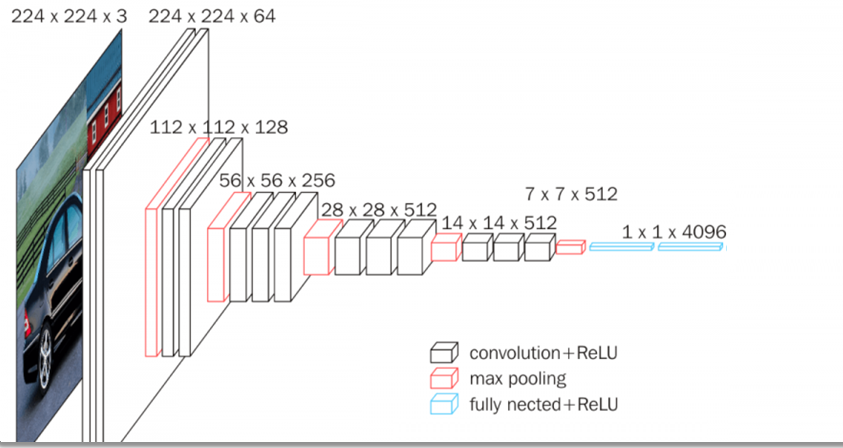 224 x 224 x 3
224 x 224 x 64
112 x 112 x 128
56 x 56 x 256
28 x 28 x 512
14 x 14 x 512
7 x 7 x 512
1 x 1 x 4096
convolution+ReLU
max pooling
fully nected+ReLU